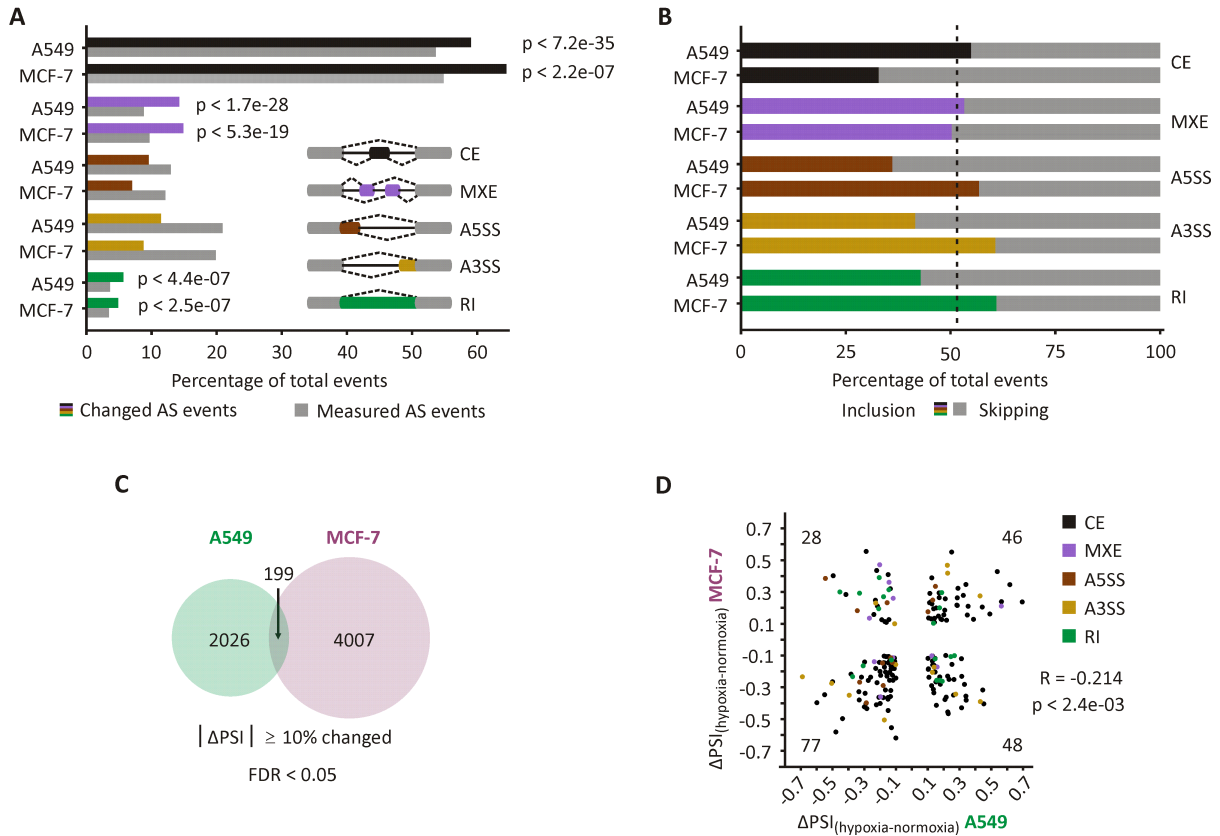 A
A549
p < 7.2e-35
MCF-7
p < 2.2e-07
A549
p < 1.7e-28
MCF-7
p < 5.3e-19
A549
MCF-7
A549
MCF-7
A549
p < 4.4e-07
MCF-7
p < 2.5e-07
CE
MXE
A5SS
A3SS
RI
0 10 20 30 40 50 60
Percentage of total events
Changed AS events
Measured AS events
B
A549
MCF-7
CE
A549
MCF-7
MXE
A549
MCF-7
A5SS
A549
MCF-7
A3SS
A549
MCF-7
RI
0 25 50 75 100
Percentage of total events
Inclusion
Skipping
C
A549
MCF-7
199
2026
4007
|ΔPSI| ≥ 10% changed
FDR < 0.05
D
ΔPSI(hypoxia-normoxia) MCF-7
0.7
0.5
0.3
0.1
-0.1
-0.3
-0.5
-0.7
28
46
77
48
-0.7 -0.5 -0.3 -0.1 0.1 0.3 0.5 0.7
ΔPSI(hypoxia-normoxia) A549
CE
MXE
A5SS
A3SS
RI
R = -0.214
p < 2.4e-03